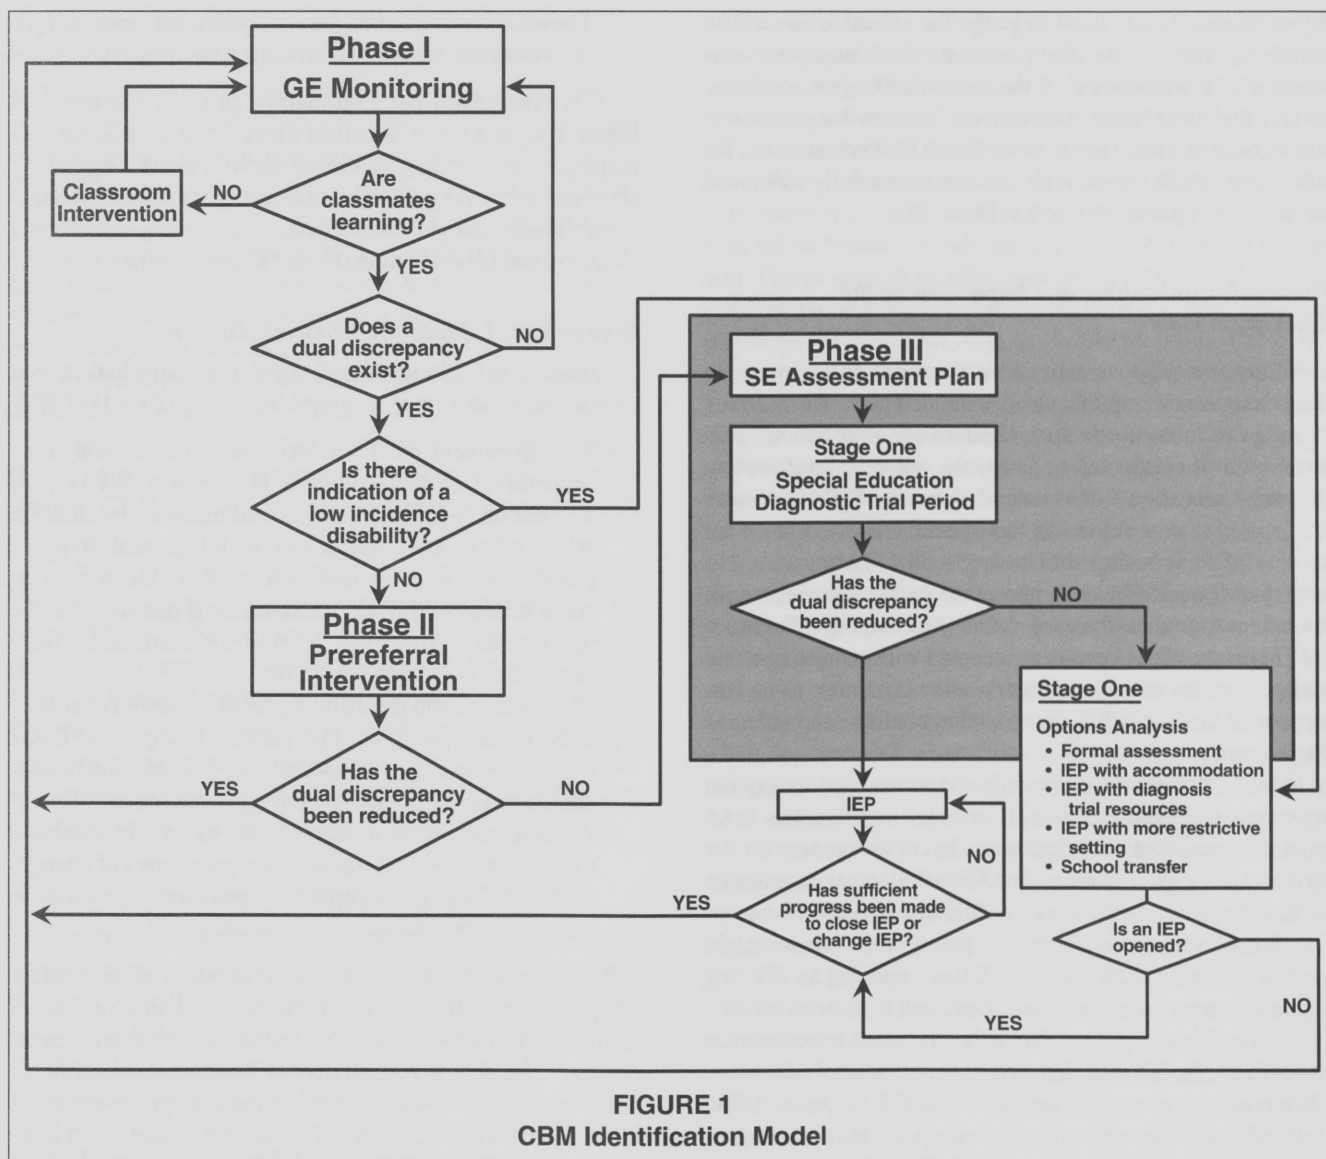 Phase I
GE Monitoring
Are
classmates
learning?
NO
Classroom
Intervention
YES
Does a
dual discrepancy
exist?
NO
YES
Is there
indication of a
low incidence
disability?
YES
NO
Phase II
Prereferral
Intervention
Has the
dual discrepancy
been reduced?
YES
NO
Phase III
SE Assessment Plan
Stage One
Special Education
Diagnostic Trial Period
Has the
dual discrepancy
been reduced?
NO
Stage One
Options Analysis
• Formal assessment
• IEP with accommodation
• IEP with diagnosis
trial resources
• IEP with more restrictive
setting
• School transfer
IEP
NO
Has sufficient
progress been made
to close IEP or
change IEP?
YES
Is an IEP
opened?
YES
NO
FIGURE 1
CBM Identification Model